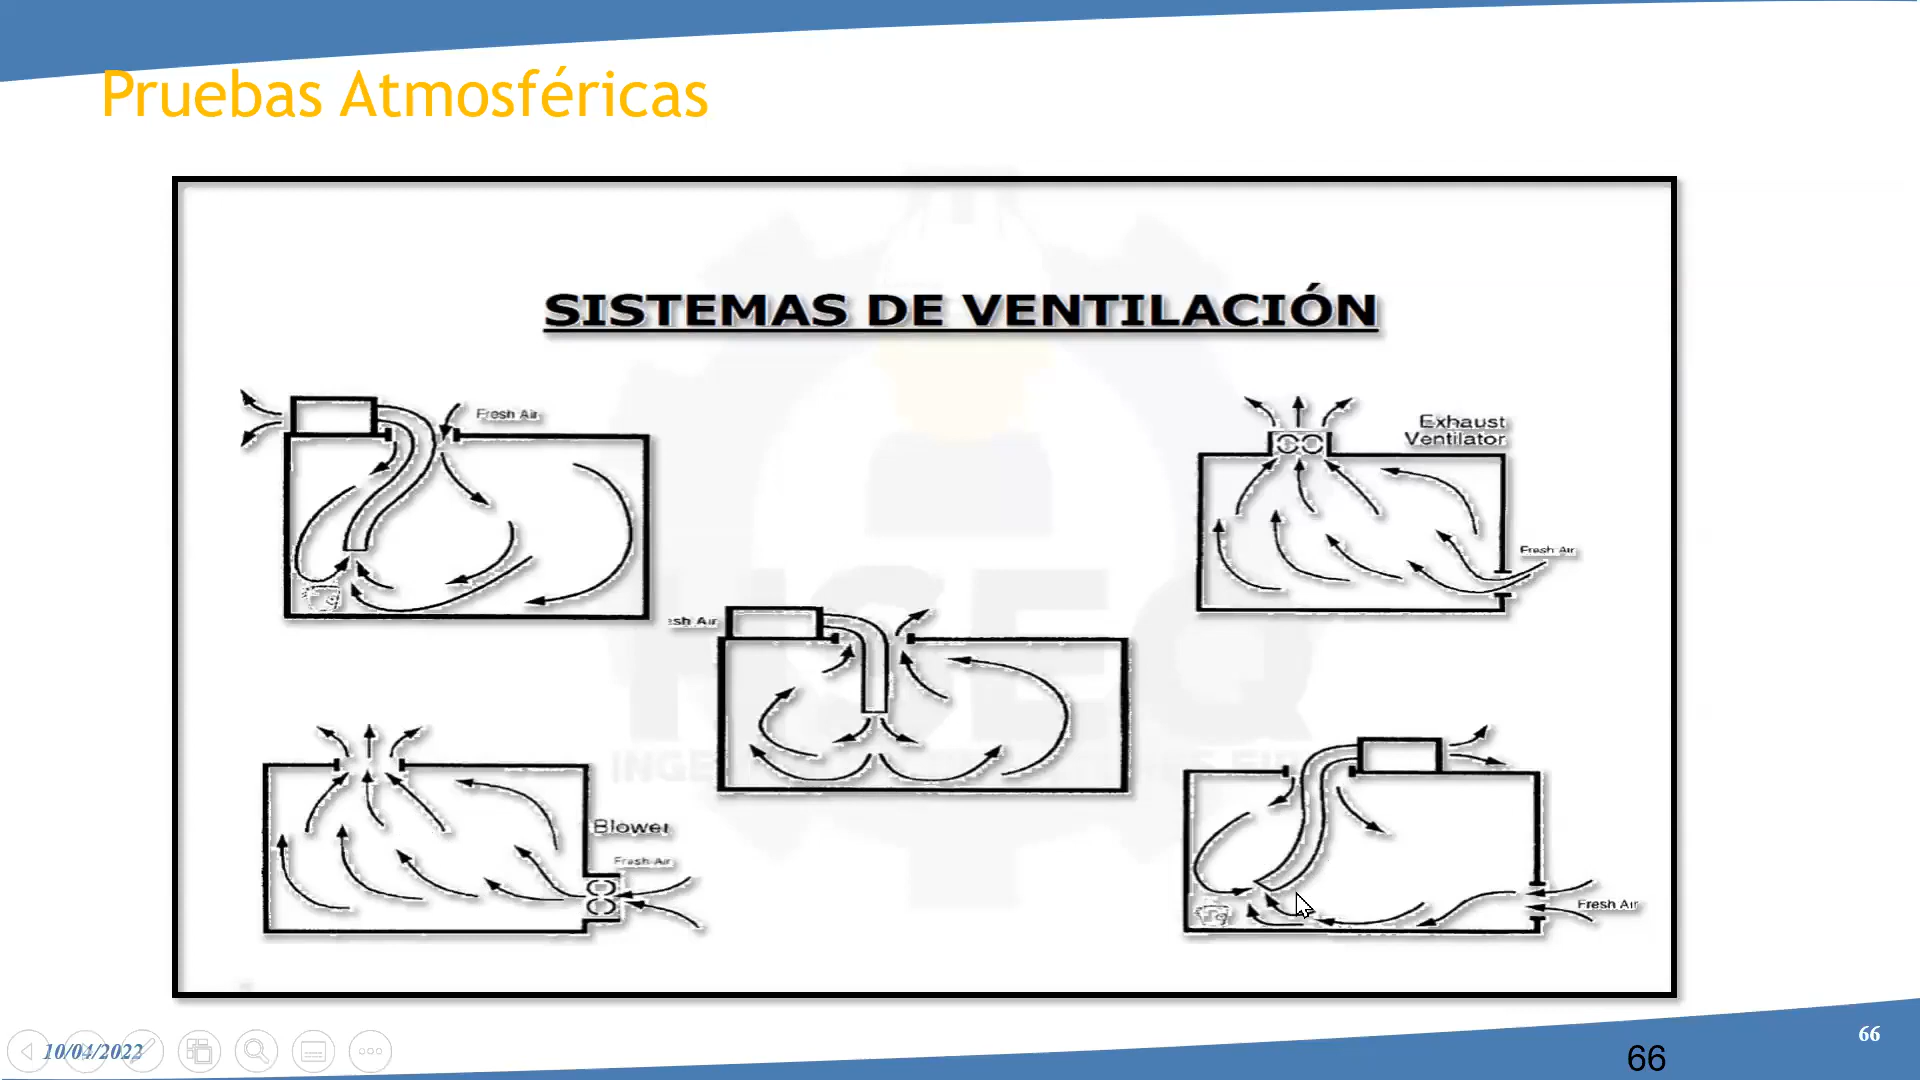 Pruebas Atmosféricas
SISTEMAS DE VENTILACIÓN
Fresh Air
Exhaust
Ventilator
Fresh Air
sh Air
HSEQ
Blower
Fresh Air
Fresh Air
10/04/2022
66
66